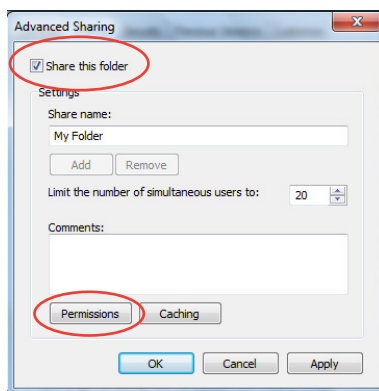 Advanced Sharing
Share this folder
Settings
Share name:
My Folder
Add Remove
Limit the number of simultaneous users to: 20
Comments:
Permissions Caching
OK Cancel Apply